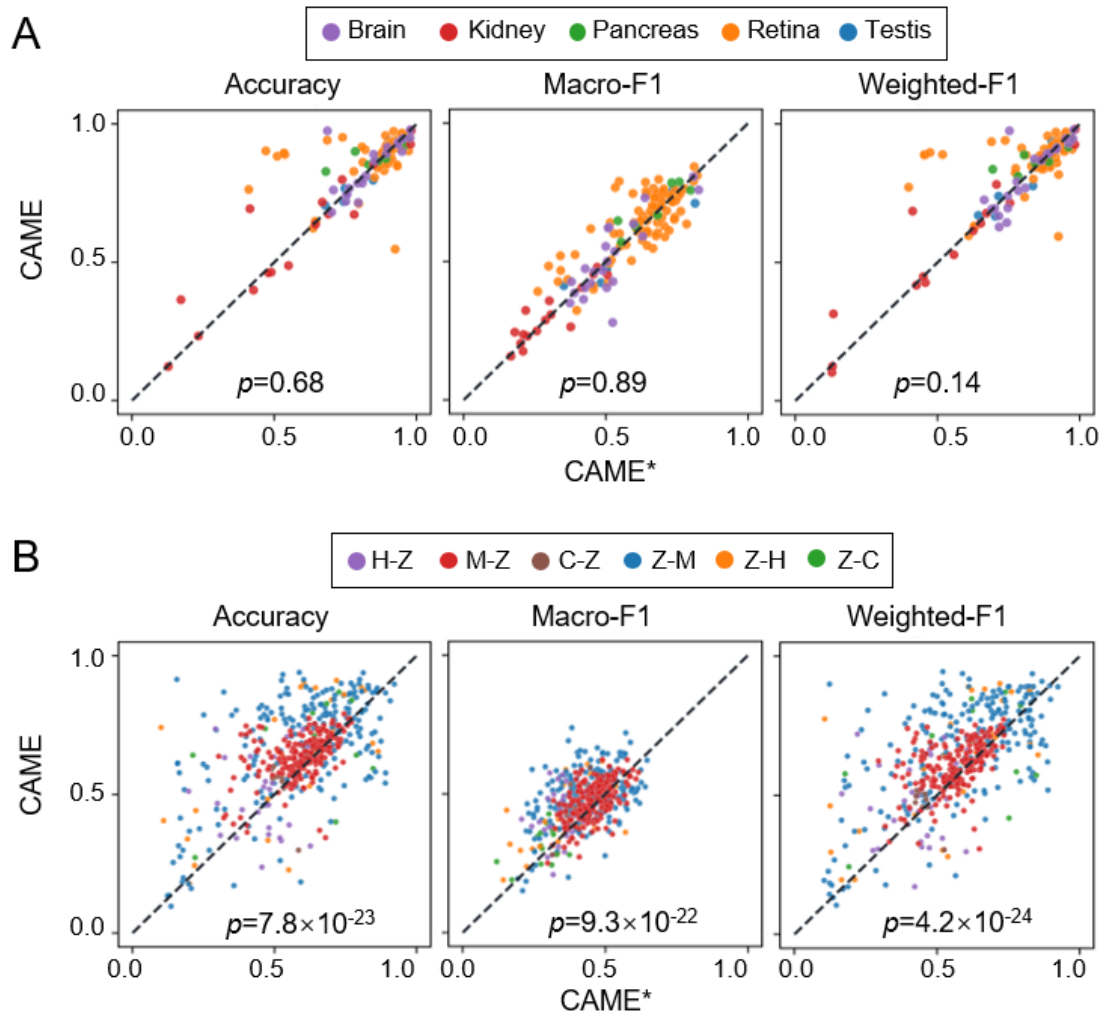 A
Brain Kidney Pancreas Retina Testis
Accuracy Macro-F1 Weighted-F1
CAME
1.0
0.5
0.0
p=0.68 p=0.89 p=0.14
0.0 0.5 1.0 0.0 0.5 1.0 0.0 0.5 1.0
CAME*
B
H-Z M-Z C-Z Z-M Z-H Z-C
Accuracy Macro-F1 Weighted-F1
CAME
1.0
0.5
0.0
p=7.8×10⁻²³ p=9.3×10⁻²² p=4.2×10⁻²⁴
0.0 0.5 1.0 0.0 0.5 1.0 0.0 0.5 1.0
CAME*